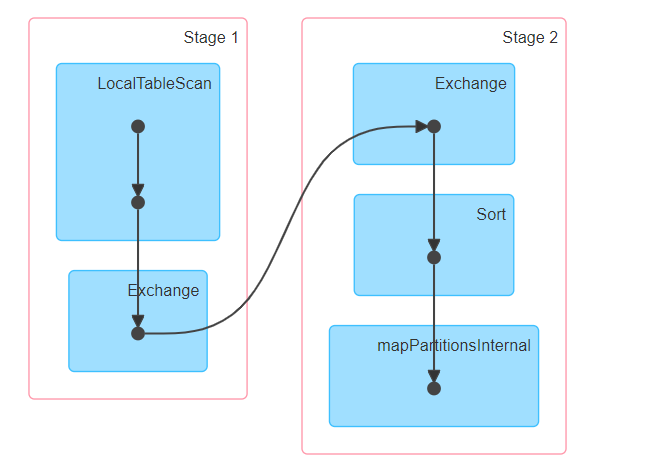 Stage 1
LocalTableScan
Exchange
Stage 2
Exchange
Sort
mapPartitionsInternal